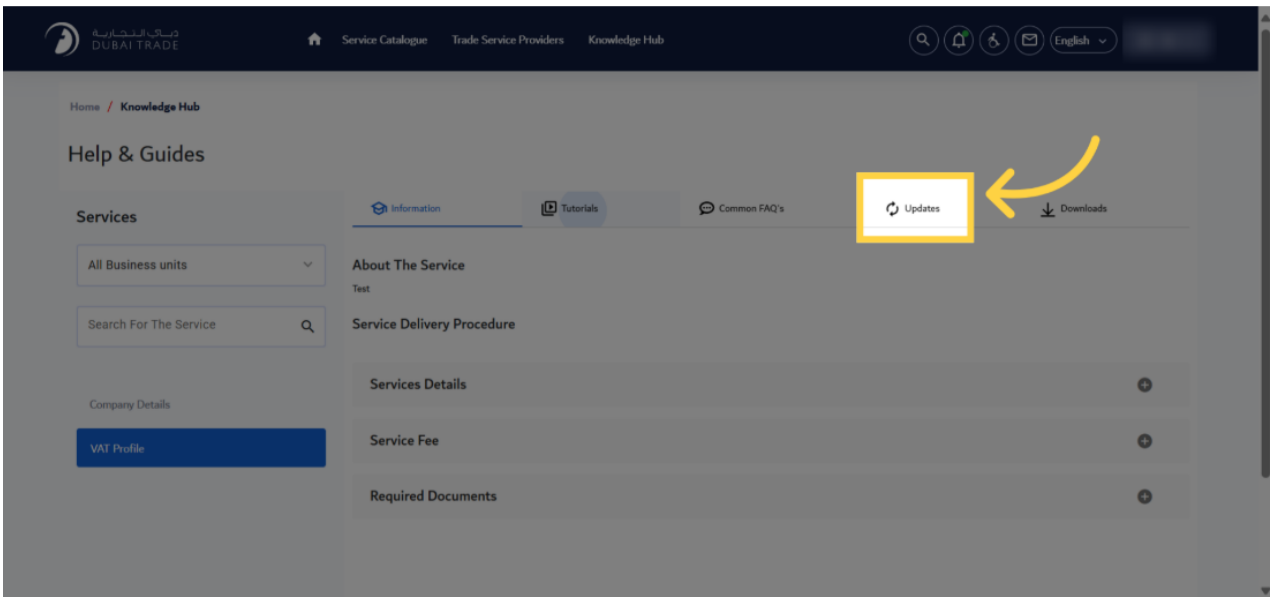 دبي التجارية
DUBAI TRADE
Service Catalogue
Trade Service Providers
Knowledge Hub
English
Home / Knowledge Hub
Help & Guides
Services
Information
Tutorials
Common FAQ's
Updates
Downloads
All Business units
About The Service
Test
Search For The Service
Service Delivery Procedure
Services Details
Company Details
Service Fee
VAT Profile
Required Documents